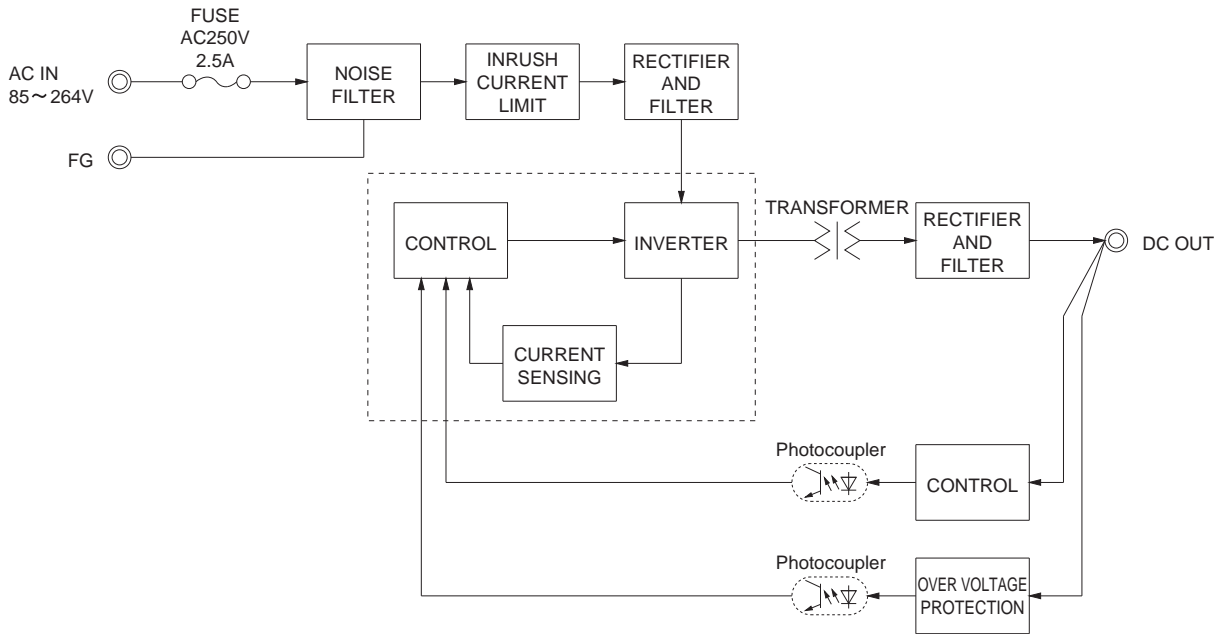 FUSE
AC250V
2.5A
AC IN
85～264V
NOISE
FILTER
INRUSH
CURRENT
LIMIT
RECTIFIER
AND
FILTER
FG
CONTROL
INVERTER
TRANSFORMER
RECTIFIER
AND
FILTER
DC OUT
CURRENT
SENSING
Photocoupler
CONTROL
Photocoupler
OVER VOLTAGE
PROTECTION